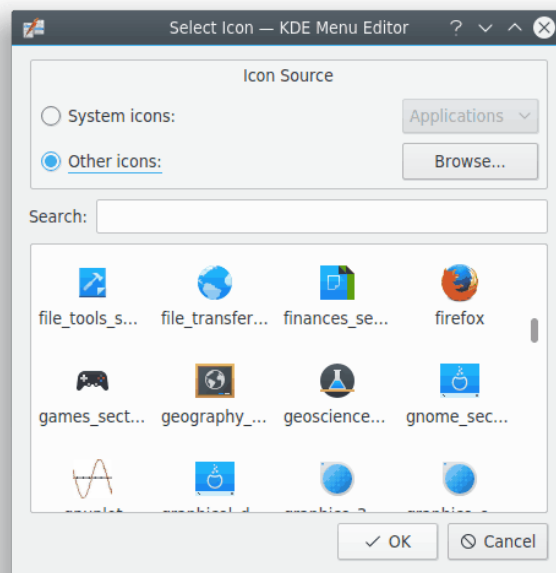 Select Icon — KDE Menu Editor
Icon Source
System icons:
Applications
Other icons:
Browse...
Search:
file_tools_s...
file_transfer...
finances_se...
firefox
games_sect...
geography_...
geoscience...
gnome_sec...
OK
Cancel